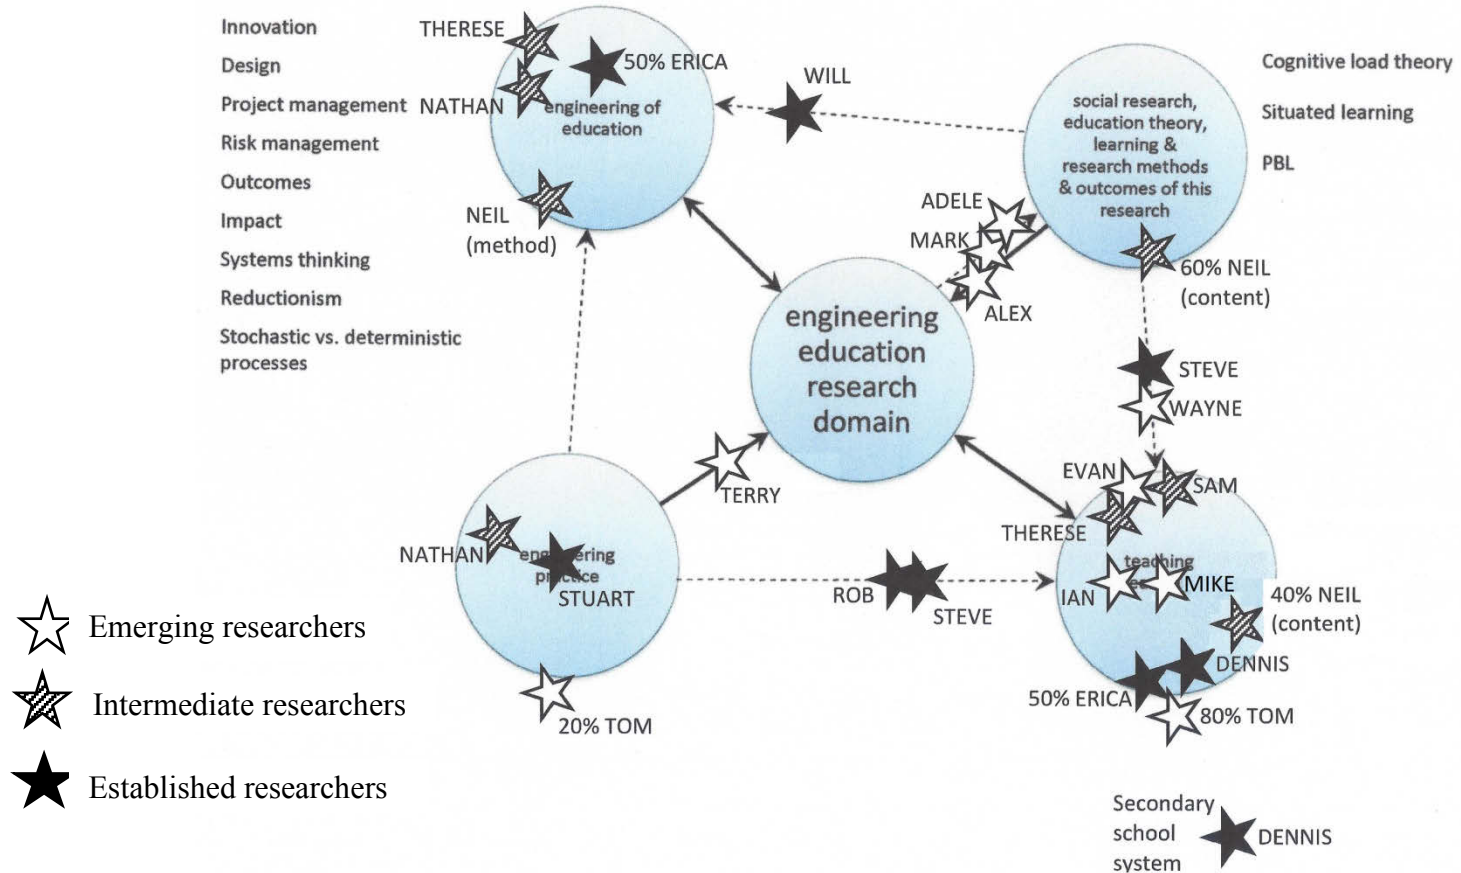 Innovation
Design
Project management
Risk management
Outcomes
Impact
Systems thinking
Reductionism
Stochastic vs. deterministic
processes
THERESE
50% ERICA
NATHAN
engineering of
education
NEIL
(method)
WILL
social research,
education theory,
learning &
research methods
& outcomes of this
research
Cognitive load theory
Situated learning
PBL
ADELE
MARK
ALEX
60% NEIL
(content)
engineering
education
research
domain
STEVE
WAYNE
TERRY
EVAN
SAM
THERESE
NATHAN
STUART
ROB
STEVE
teaching
IAN
MIKE
40% NEIL
(content)
DENNIS
50% ERICA
80% TOM
20% TOM
Emerging researchers
Intermediate researchers
Established researchers
Secondary
school
system
DENNIS